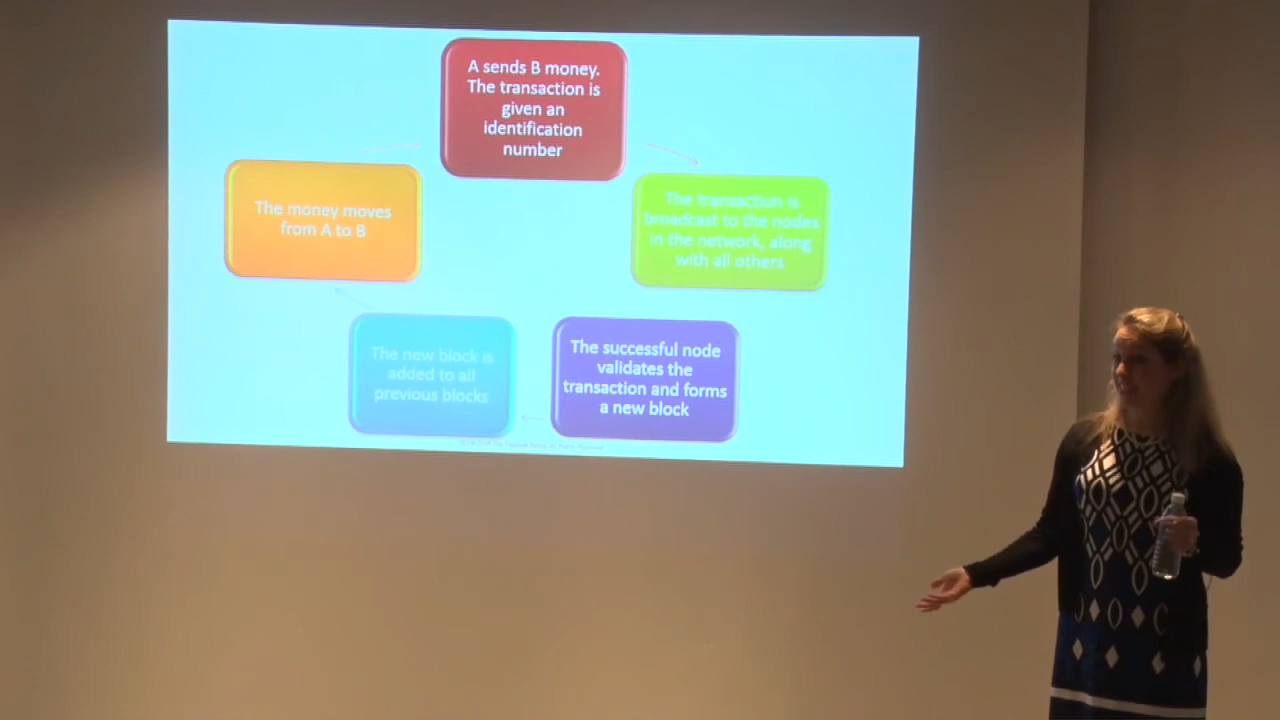 A sends B money.
The transaction is
given an
identification
number
The transaction is
broadcast to the nodes
in the network, along
with all others
The successful node
validates the
transaction and forms
a new block
The new block is
added to all
previous blocks
The money moves
from A to B